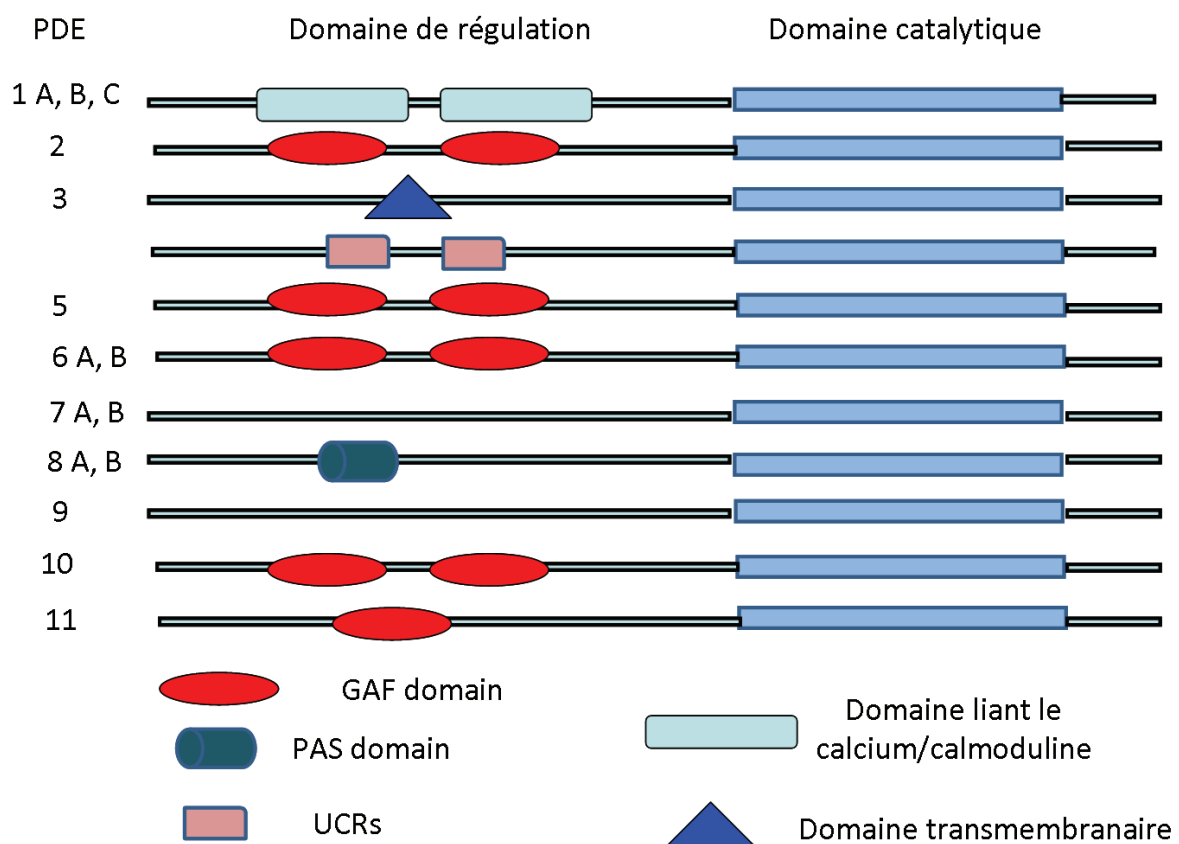 PDE Domaine de régulation Domaine catalytique
1 A, B, C
2
3
5
6 A, B
7 A, B
8 A, B
9
10
11
GAF domain
PAS domain
UCRs
Domaine liant le
calcium/calmoduline
Domaine transmembranaire